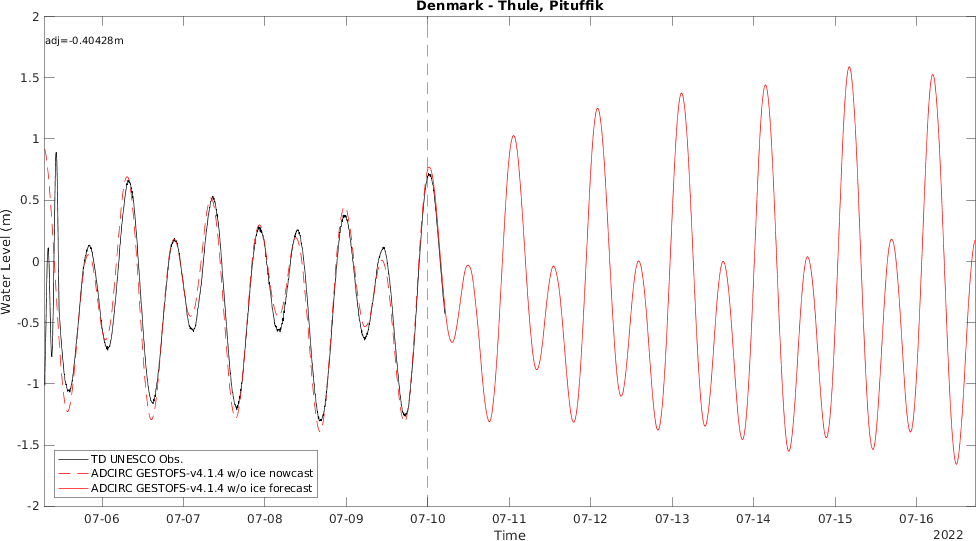 Denmark - Thule, Pituffik
adj=-0.40428m
Water Level (m)
2
1.5
1
0.5
0
-0.5
-1
-1.5
-2
TD UNESCO Obs.
ADCIRC GESTOFS-v4.1.4 w/o ice nowcast
ADCIRC GESTOFS-v4.1.4 w/o ice forecast
07-06 07-07 07-08 07-09 07-10 07-11 07-12 07-13 07-14 07-15 07-16
Time
2022